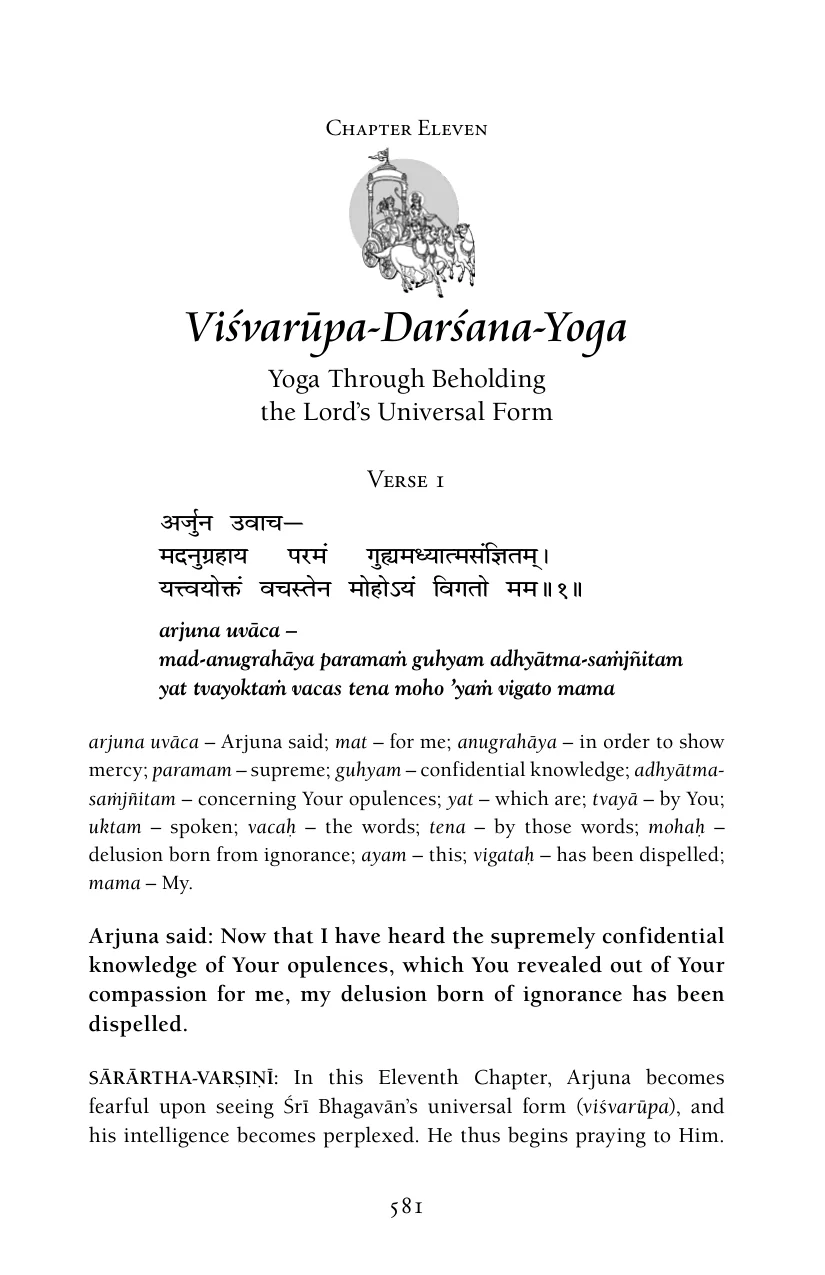 Chapter Eleven
Viśvarūpa-Darśana-Yoga
Yoga Through Beholding
the Lord’s Universal Form
Verse 1
अर्जुन उवाच—
मदनुग्रहाय परमं गुह्यमध्यात्मसंज्ञितम्।
यत्त्वयोक्तं वचस्तेन मोहोऽयं विगतो मम॥१॥
arjuna uvāca –
mad-anugrahāya paramaṁ guhyam adhyātma-saṁjñitam
yat tvayoktaṁ vacas tena moho ’yaṁ vigato mama
arjuna uvāca – Arjuna said; mat – for me; anugrahāya – in order to show
mercy; paramam – supreme; guhyam – confidential knowledge; adhyātma-
saṁjñitam – concerning Your opulences; yat – which are; tvayā – by You;
uktam – spoken; vacaḥ – the words; tena – by those words; mohaḥ –
delusion born from ignorance; ayam – this; vigataḥ – has been dispelled;
mama – My.
Arjuna said: Now that I have heard the supremely confidential
knowledge of Your opulences, which You revealed out of Your
compassion for me, my delusion born of ignorance has been
dispelled.
SĀRĀRTHA-VARṢIṆĪ: In this Eleventh Chapter, Arjuna becomes
fearful upon seeing Śrī Bhagavān’s universal form (viśvarūpa), and
his intelligence becomes perplexed. He thus begins praying to Him.
581